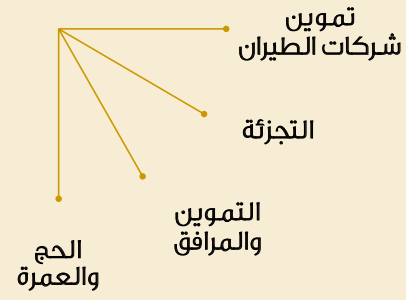 تموين
شركات الطيران
التجزئة
التموين
والمرافق
الحج
والعمرة